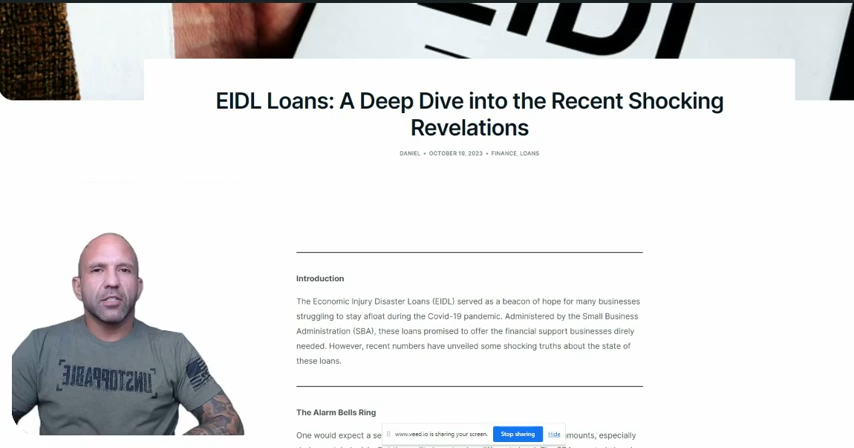 EIDL
EIDL Loans: A Deep Dive into the Recent Shocking
Revelations
DANIEL • OCTOBER 19, 2023 • FINANCE, LOANS
Introduction
The Economic Injury Disaster Loans (EIDL) served as a beacon of hope for many businesses
struggling to stay afloat during the Covid-19 pandemic. Administered by the Small Business
Administration (SBA), these loans promised to offer the financial support businesses direly
needed. However, recent numbers have unveiled some shocking truths about the state of
these loans.
UNSTOPPABLE
The Alarm Bells Ring
www.veed.io is sharing your screen.
Stop sharing
Hide
One would expect a amounts, especially